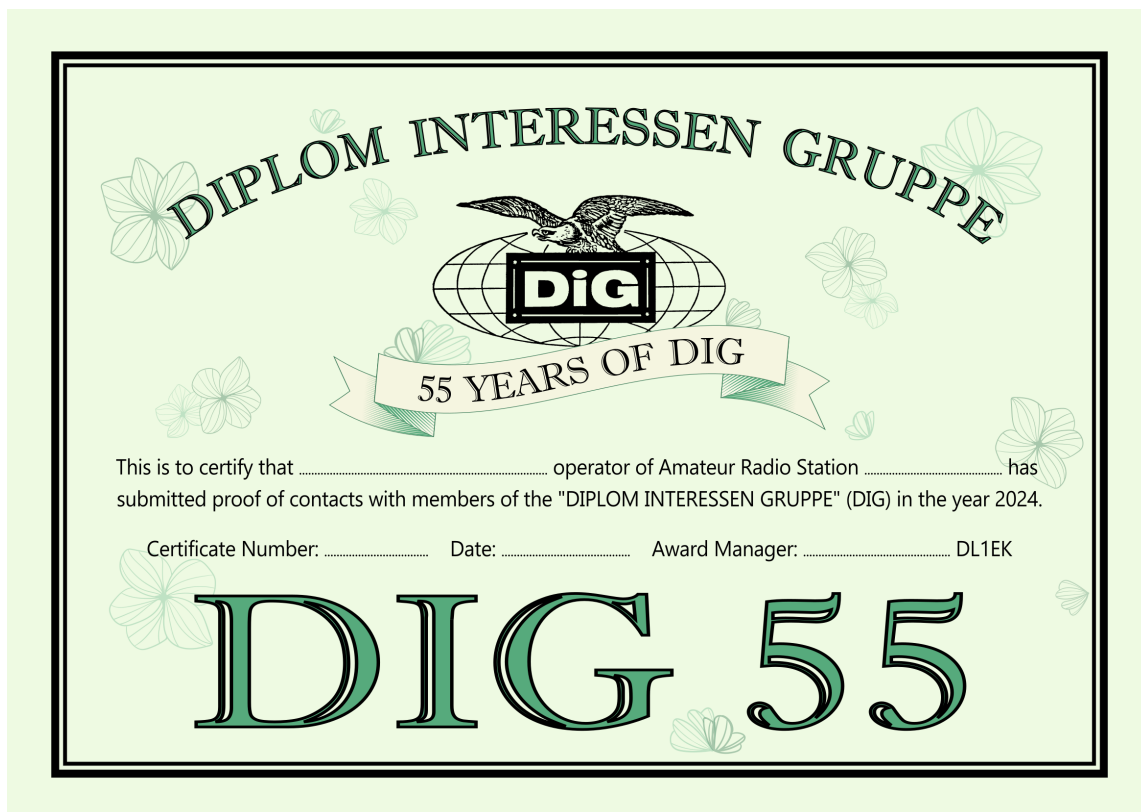 DIPLOM INTERESSEN GRUPPE
DiG
55 YEARS OF DIG
This is to certify that ........................................ operator of Amateur Radio Station ........................................ has
submitted proof of contacts with members of the "DIPLOM INTERESSEN GRUPPE" (DIG) in the year 2024.
Certificate Number: .............................. Date: .............................. Award Manager: .............................. DL1EK
DIG 55